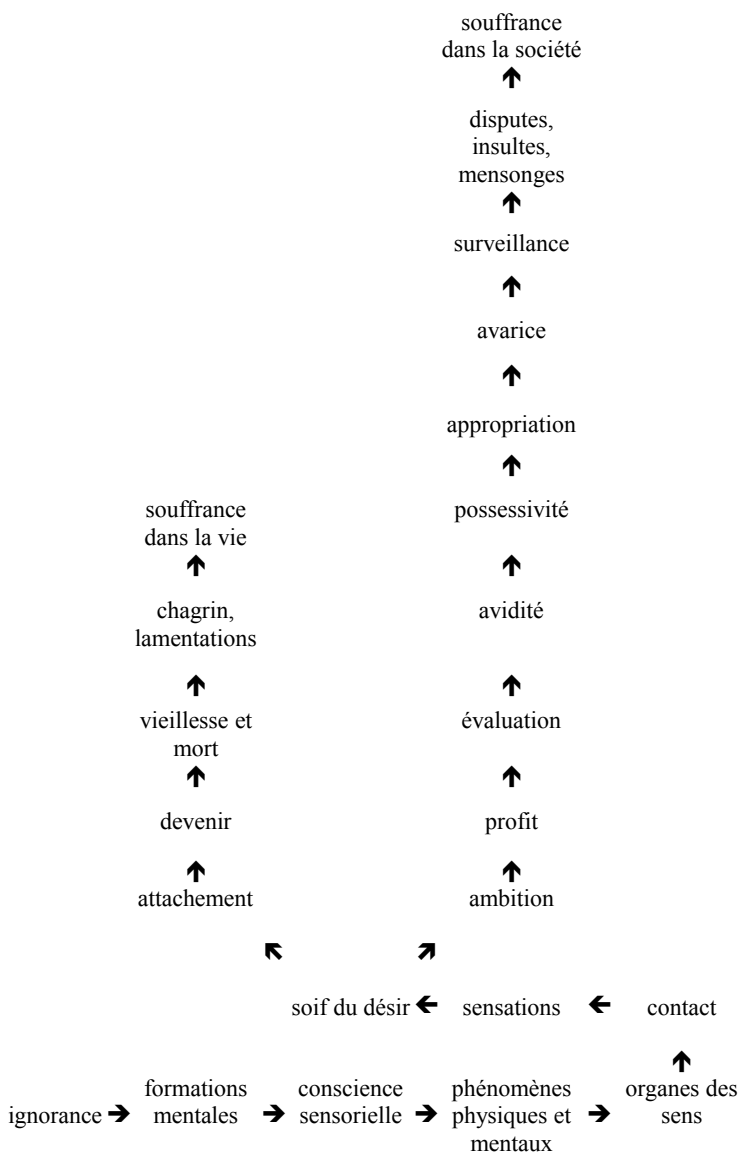 souffrance
dans la société
disputes,
insultes,
mensonges
surveillance
avarice
appropriation
souffrance
dans la vie
possessivité
chagrin,
lamentations
avidité
vieillesse et
mort
évaluation
devenir
profit
attachement
ambition
soif du désir
sensations
contact
ignorance
formations
mentales
conscience
sensorielle
phénomènes
physiques et
mentaux
organes des
sens